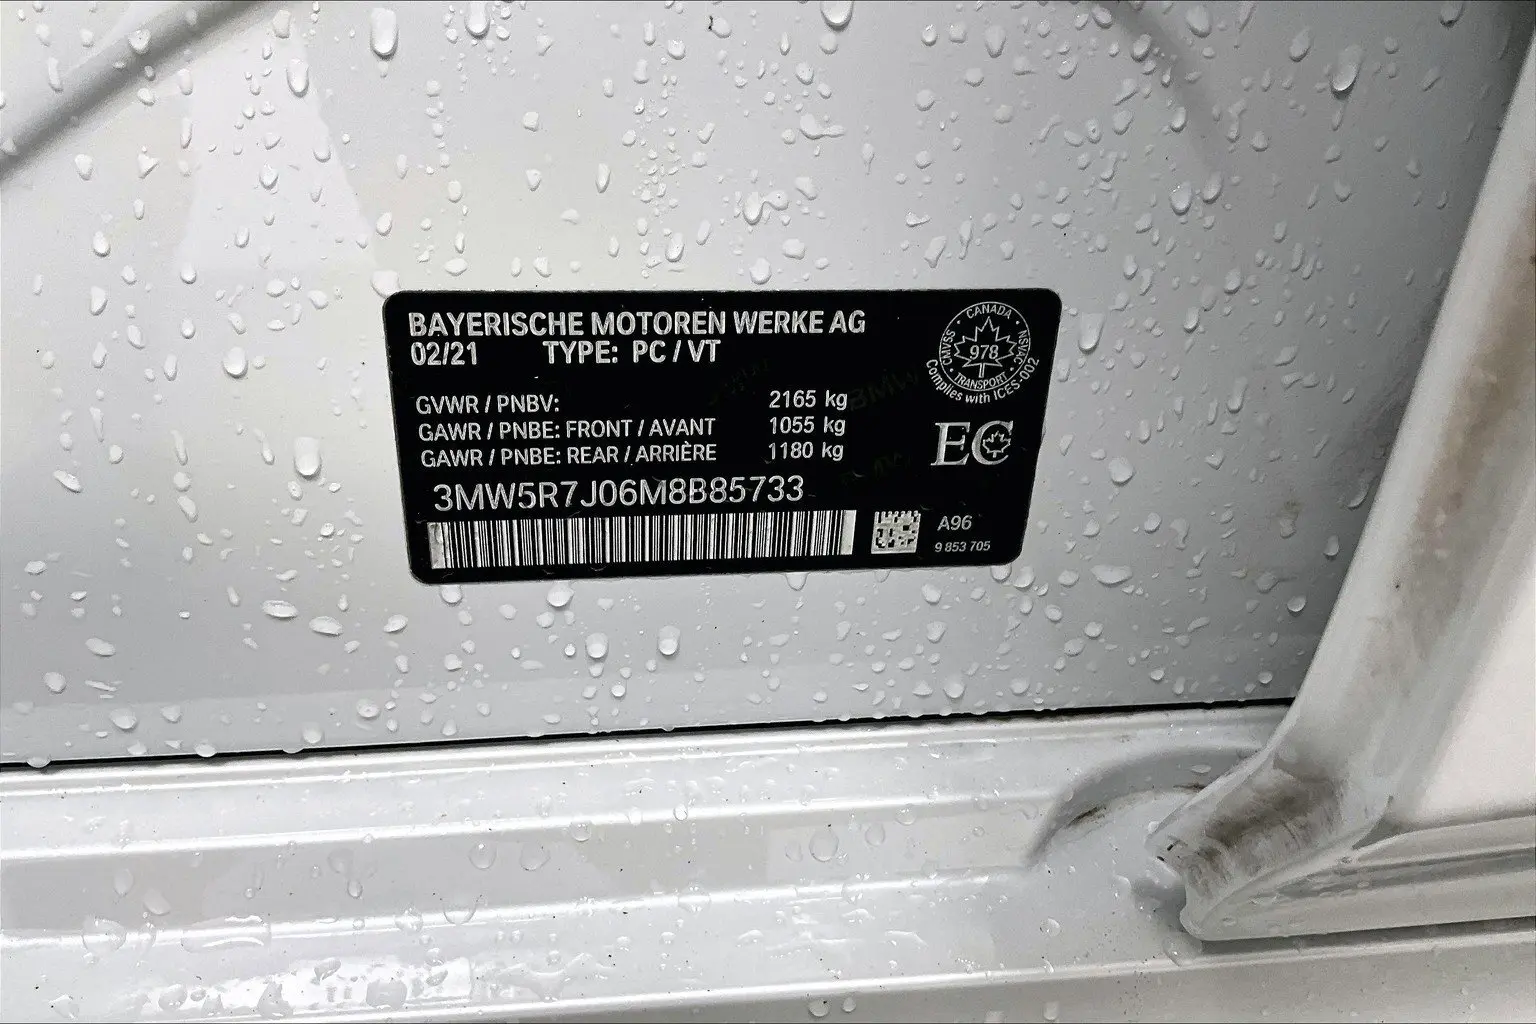 BAYERISCHE MOTOREN WERKE AG
02/21 TYPE: PC / VT
GVWR / PNBV: 2165 kg
GAWR / PNBE: FRONT / AVANT 1055 kg
GAWR / PNBE: REAR / ARRIÈRE 1180 kg
3MW5R7J06M8B85733
CANADA
CMVSS
978
NSVAC
TRANSPORT
Complies with ICES-002
EC
A96
9 853 705